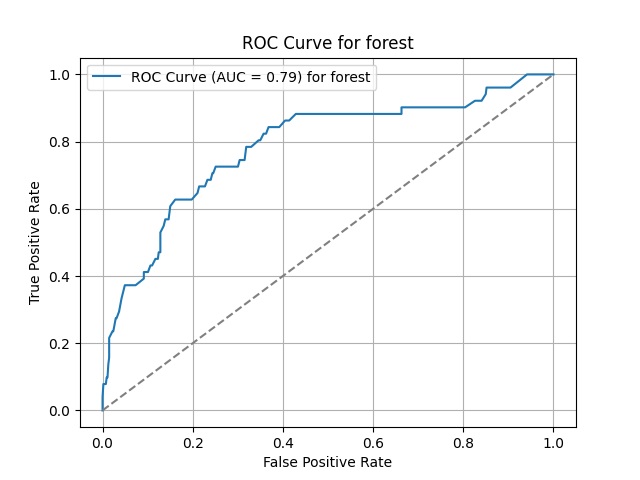 ROC Curve for forest
ROC Curve (AUC = 0.79) for forest
True Positive Rate
1.0
0.8
0.6
0.4
0.2
0.0
0.0 0.2 0.4 0.6 0.8 1.0
False Positive Rate